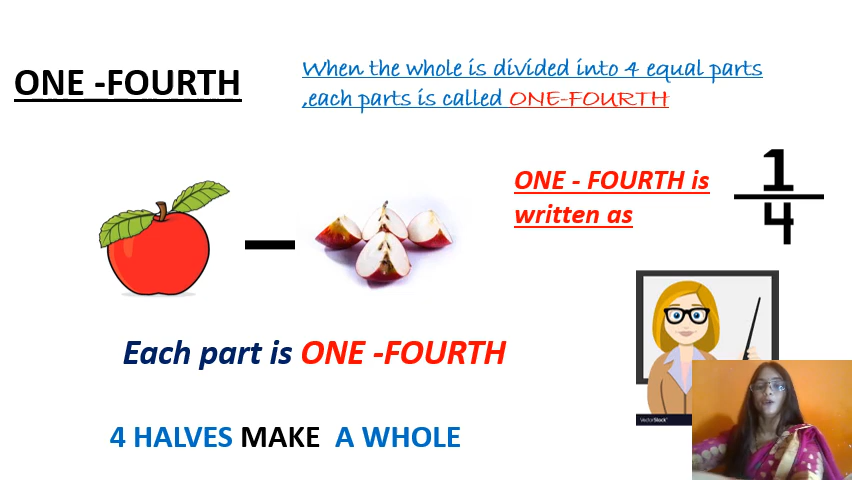 ONE -FOURTH
When the whole is divided into 4 equal parts
,each parts is called ONE-FOURTH
ONE - FOURTH is
written as
1
4
Each part is ONE -FOURTH
4 HALVES MAKE A WHOLE
VectorStock